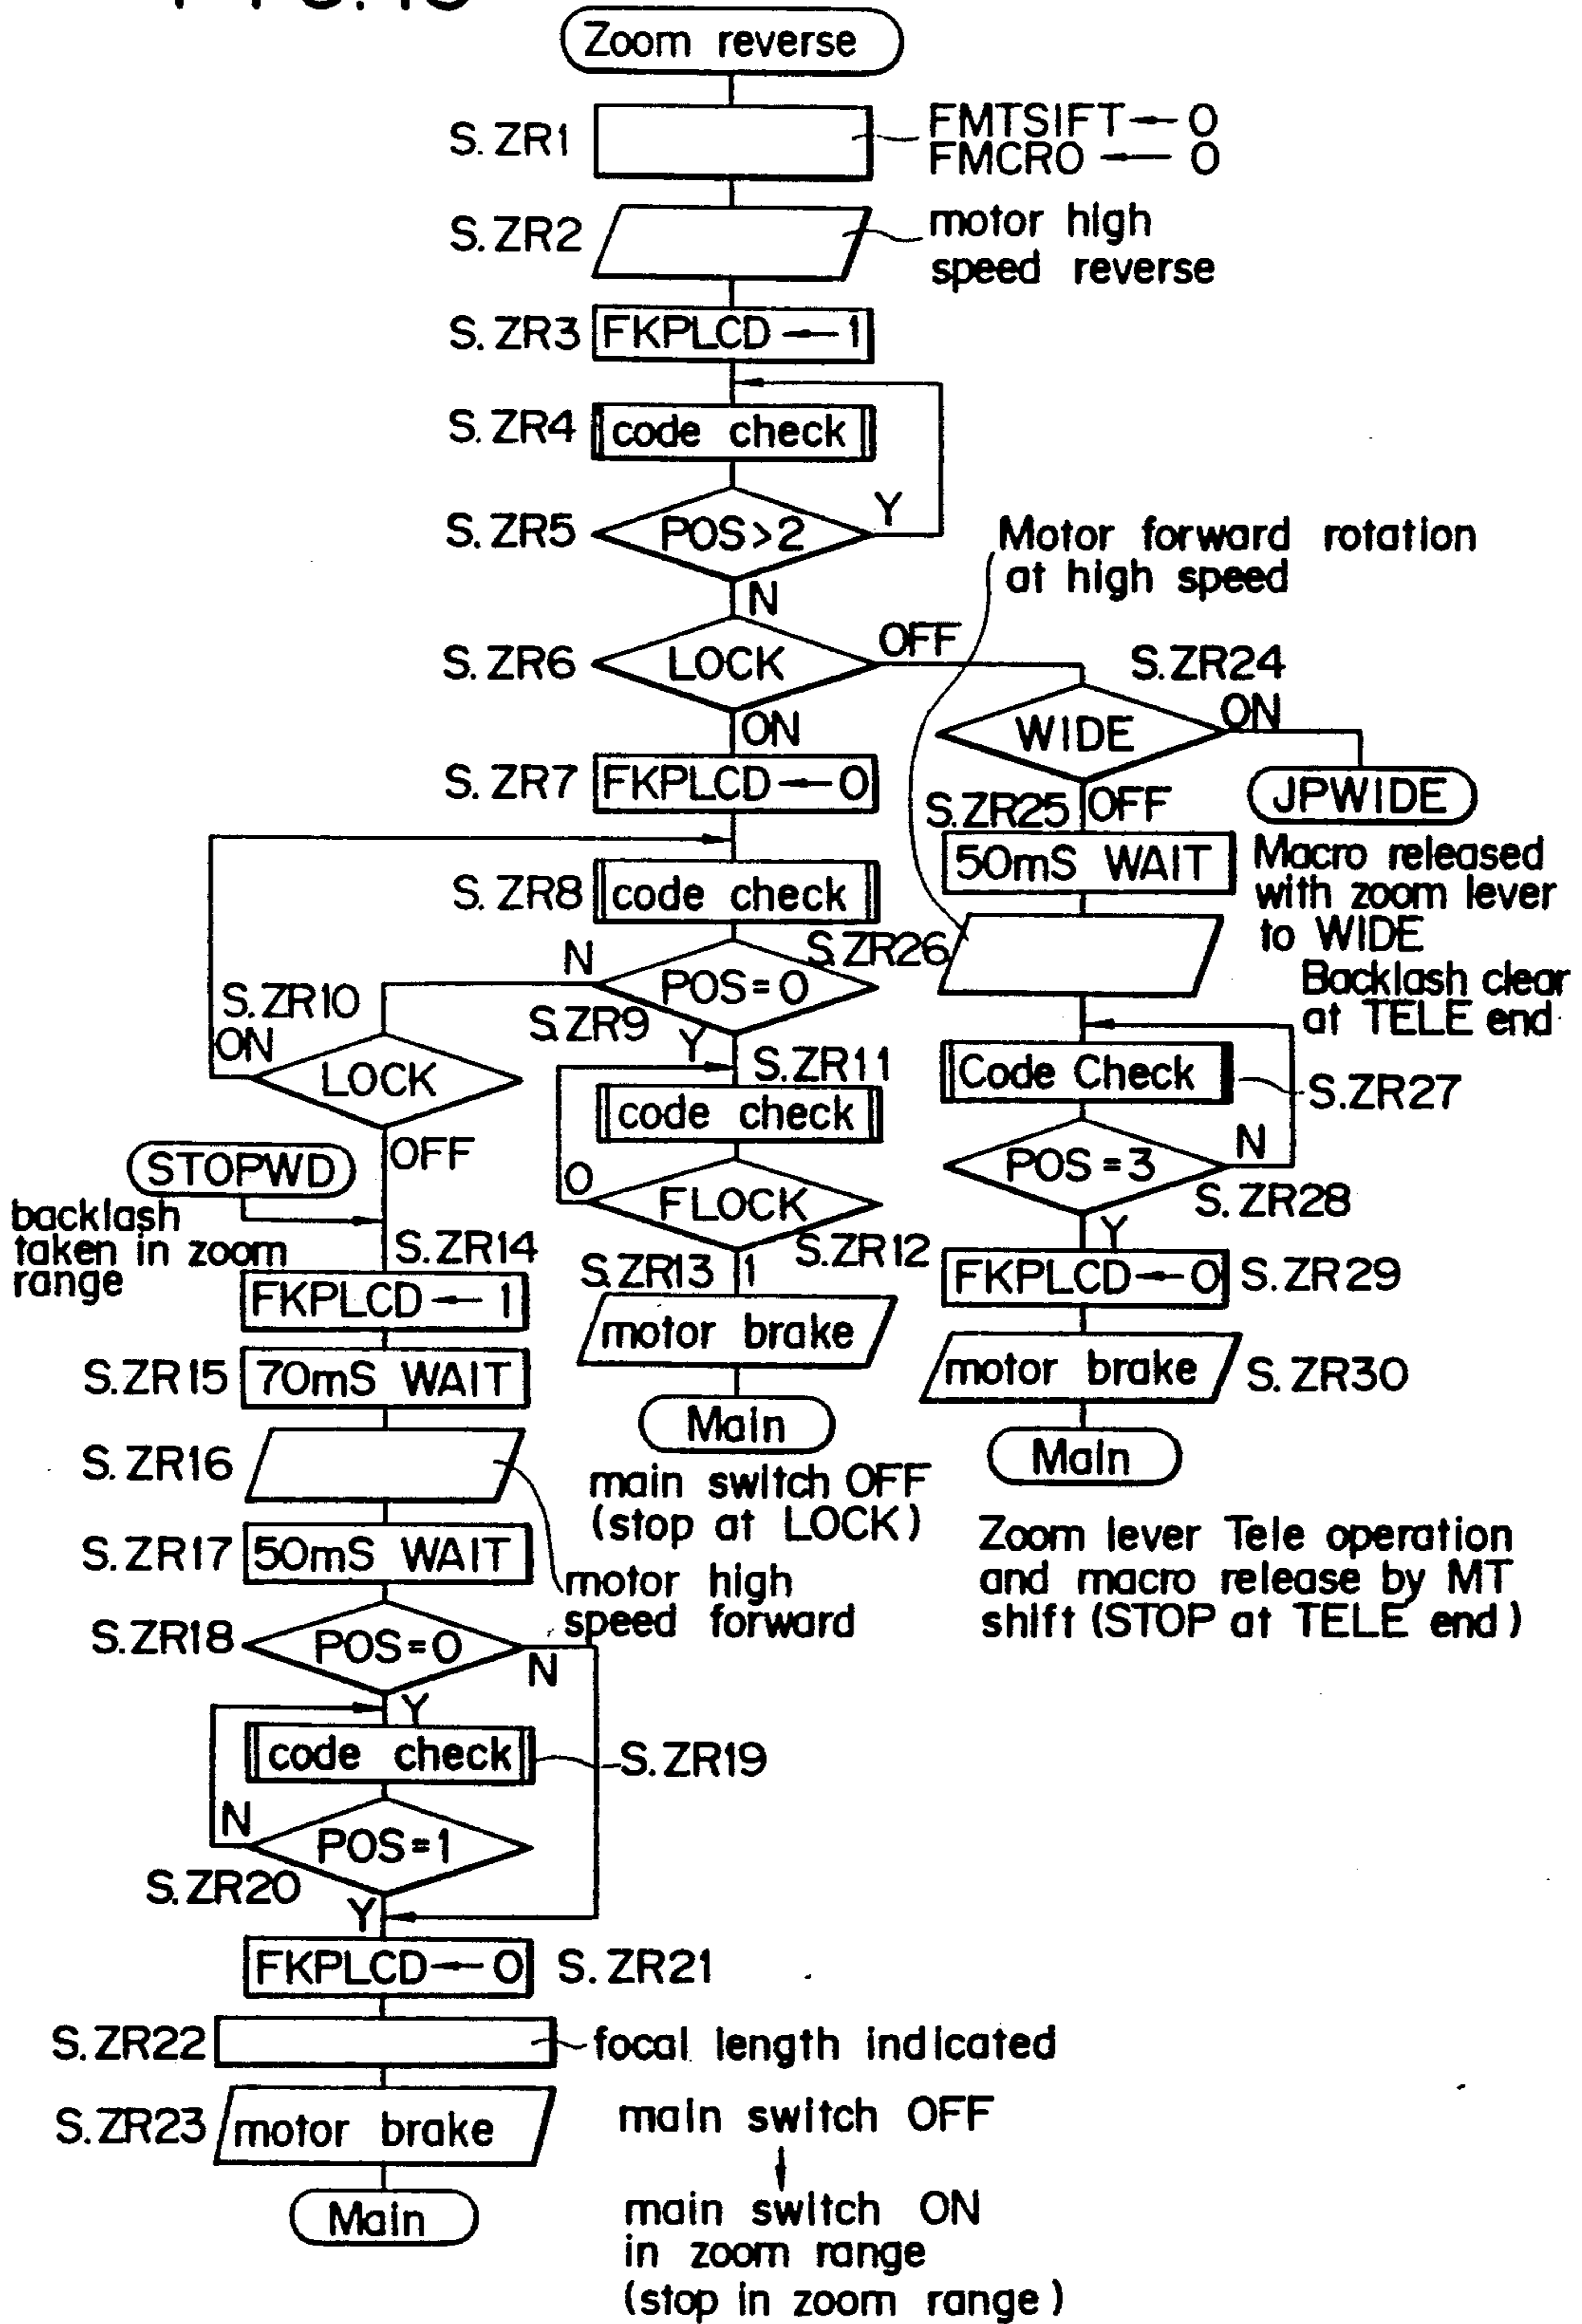 Zoom reverse
S.ZR1
FMTSIFT←0
FMCRO ← 0
S.ZR2
motor high
speed reverse
S.ZR3
FKPLCD←1
S.ZR4
code check
S.ZR5
POS>2
Y
N
Motor forward rotation
at high speed
S.ZR6
LOCK
OFF
ON
S.ZR24
WIDE
ON
OFF
JPWIDE
S.ZR7
FKPLCD←0
S.ZR25
50mS WAIT
Macro released
with zoom lever
to WIDE
S.ZR8
code check
S.ZR26
Backlash clear
at TELE end
N
POS=0
S.ZR9
Y
S.ZR10
ON
LOCK
OFF
S.ZR11
code check
Code Check
S.ZR27
STOPWD
backlash
taken in zoom
range
0
FLOCK
S.ZR12
1
POS=3
N
S.ZR28
Y
S.ZR14
FKPLCD←1
S.ZR13
motor brake
FKPLCD←0
S.ZR29
S.ZR15
70mS WAIT
motor brake
S.ZR30
Main
main switch OFF
(stop at LOCK)
Main
Zoom lever Tele operation
and macro release by MT
shift (STOP at TELE end)
S.ZR16
motor high
speed forward
S.ZR17
50mS WAIT
S.ZR18
POS=0
N
Y
code check
S.ZR19
N
POS=1
S.ZR20
Y
FKPLCD←0
S.ZR21
S.ZR22
focal length indicated
S.ZR23
motor brake
Main
main switch OFF
↓
main switch ON
in zoom range
(stop in zoom range)